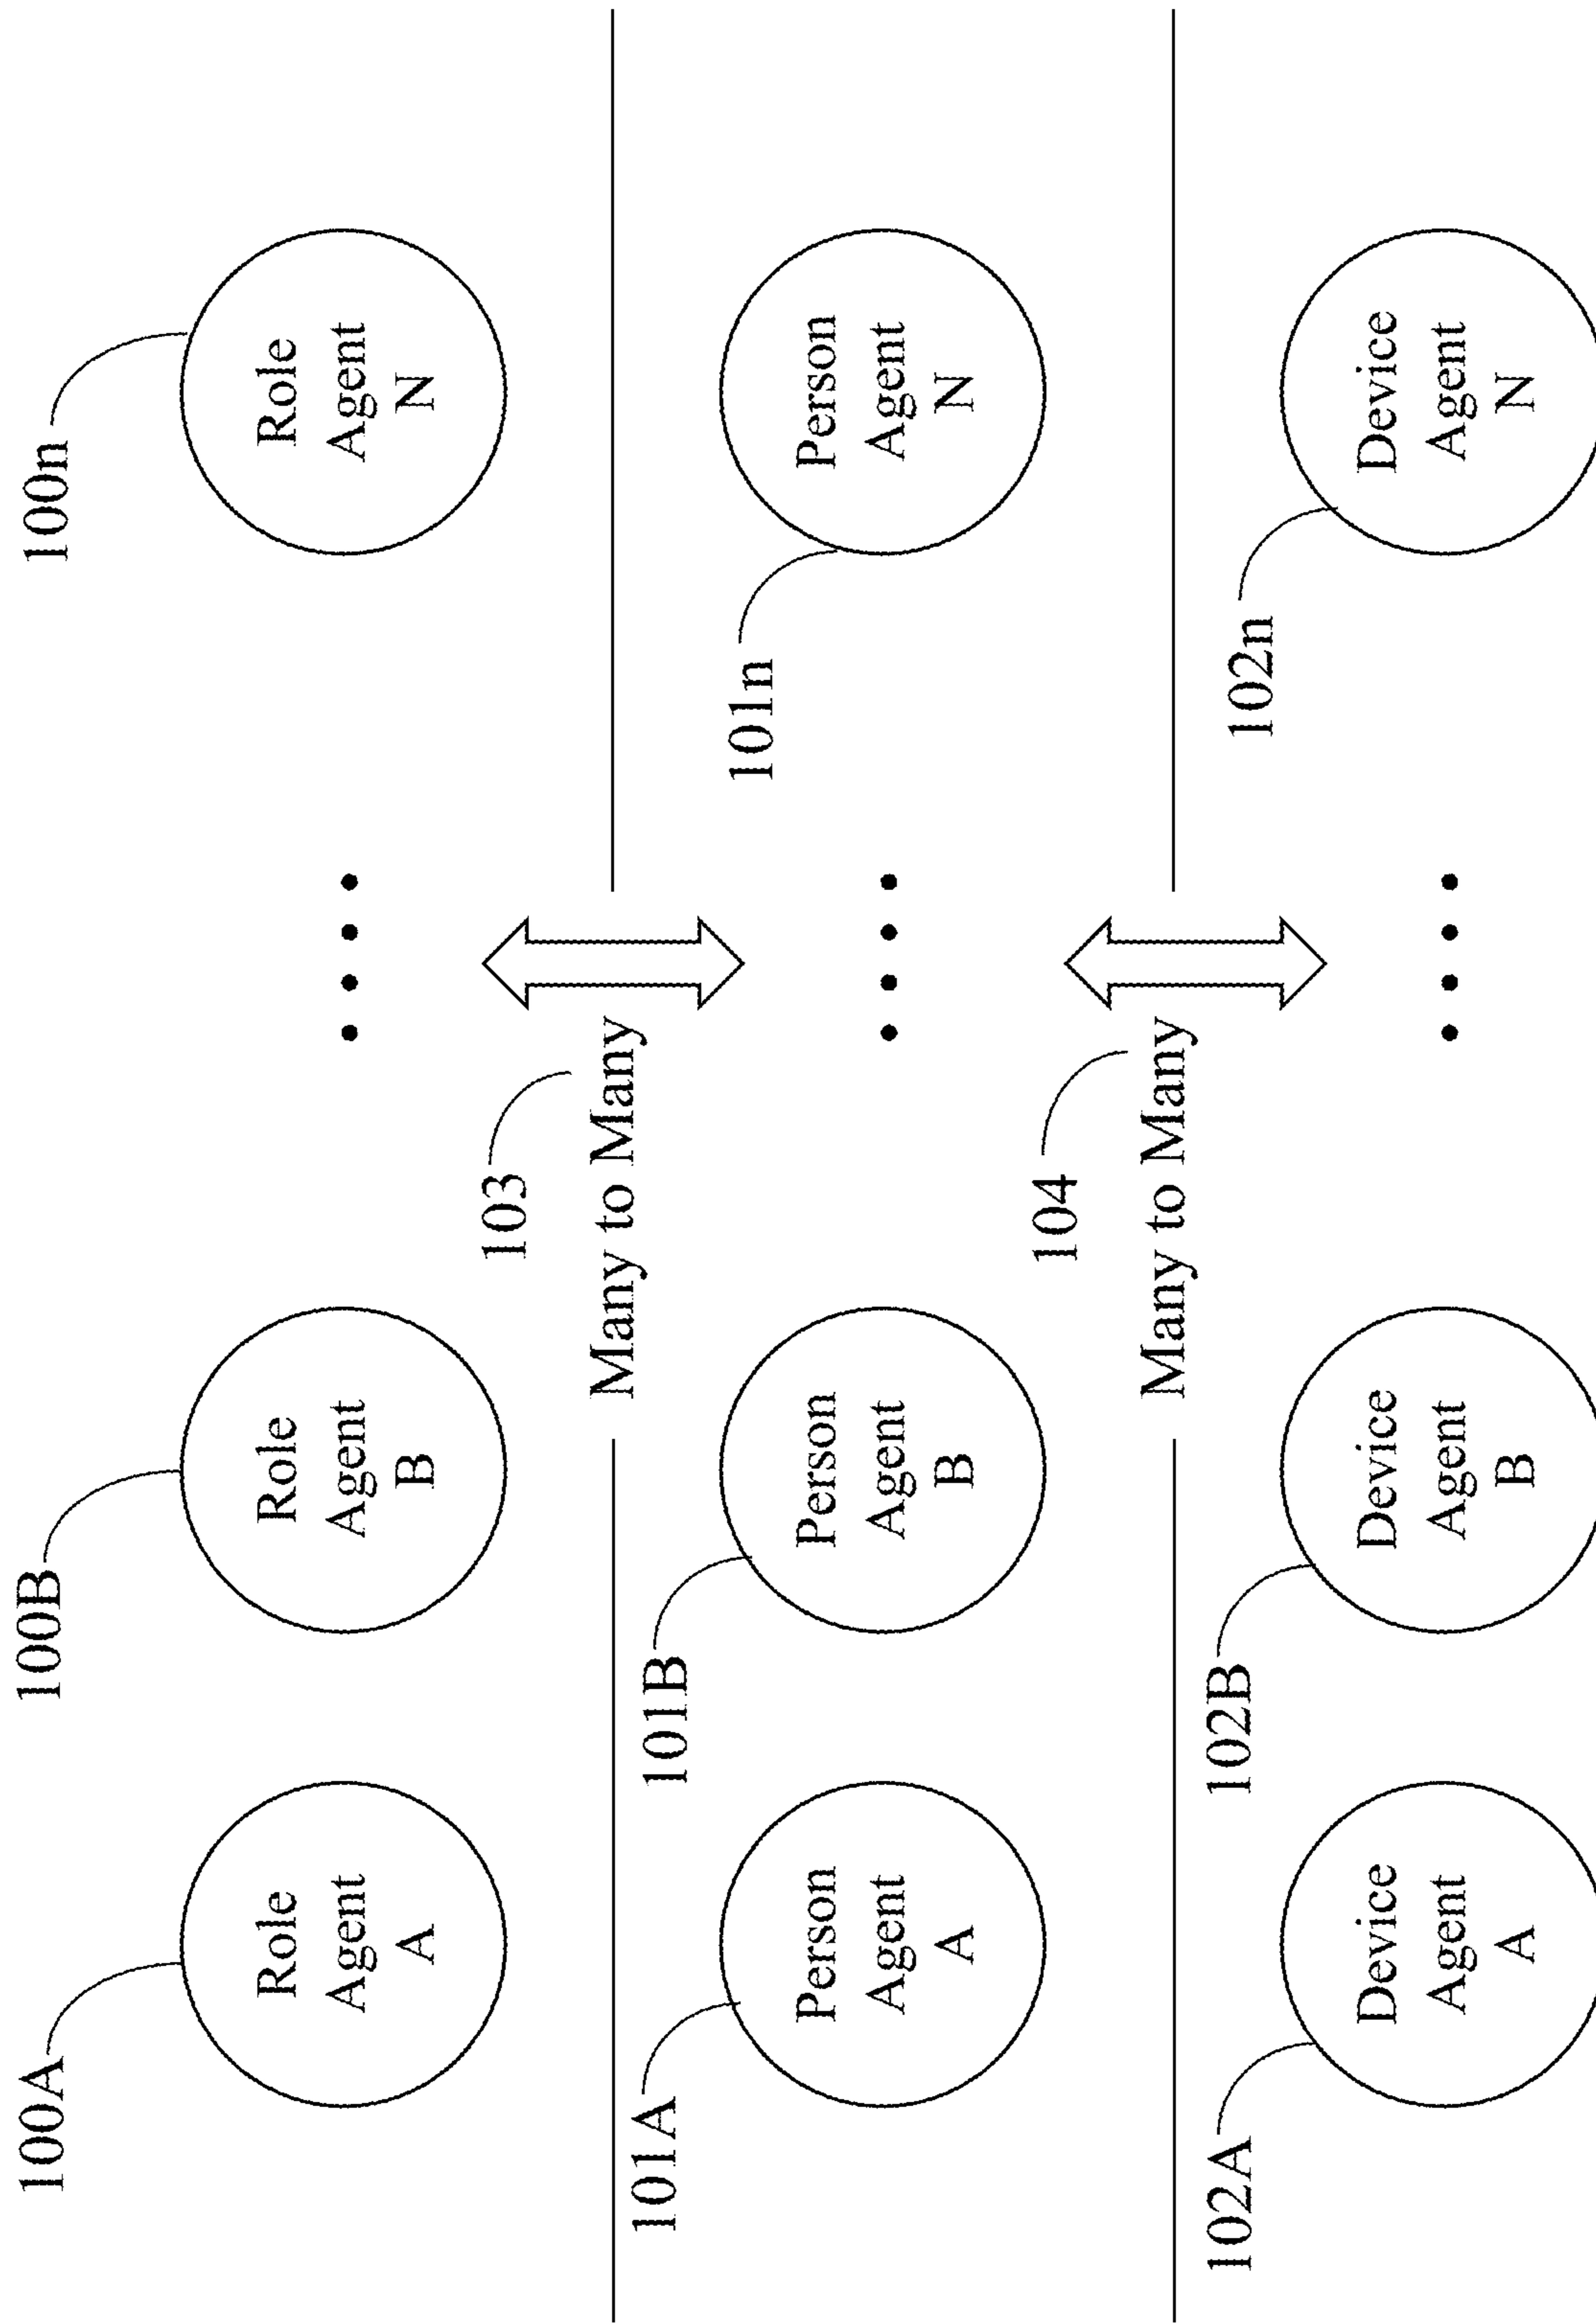 100A
100B
100n
Role
Agent
A
Role
Agent
B
Role
Agent
N
103
Many to Many
101A
101B
101n
Person
Agent
A
Person
Agent
B
Person
Agent
N
104
Many to Many
102A
102B
102n
Device
Agent
A
Device
Agent
B
Device
Agent
N